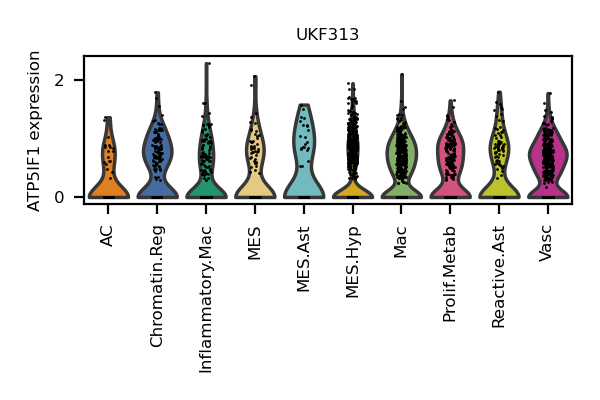 UKF313
ATP5IF1 expression
2
0
AC
Chromatin.Reg
Inflammatory.Mac
MES
MES.Ast
MES.Hyp
Mac
Prolif.Metab
Reactive.Ast
Vasc